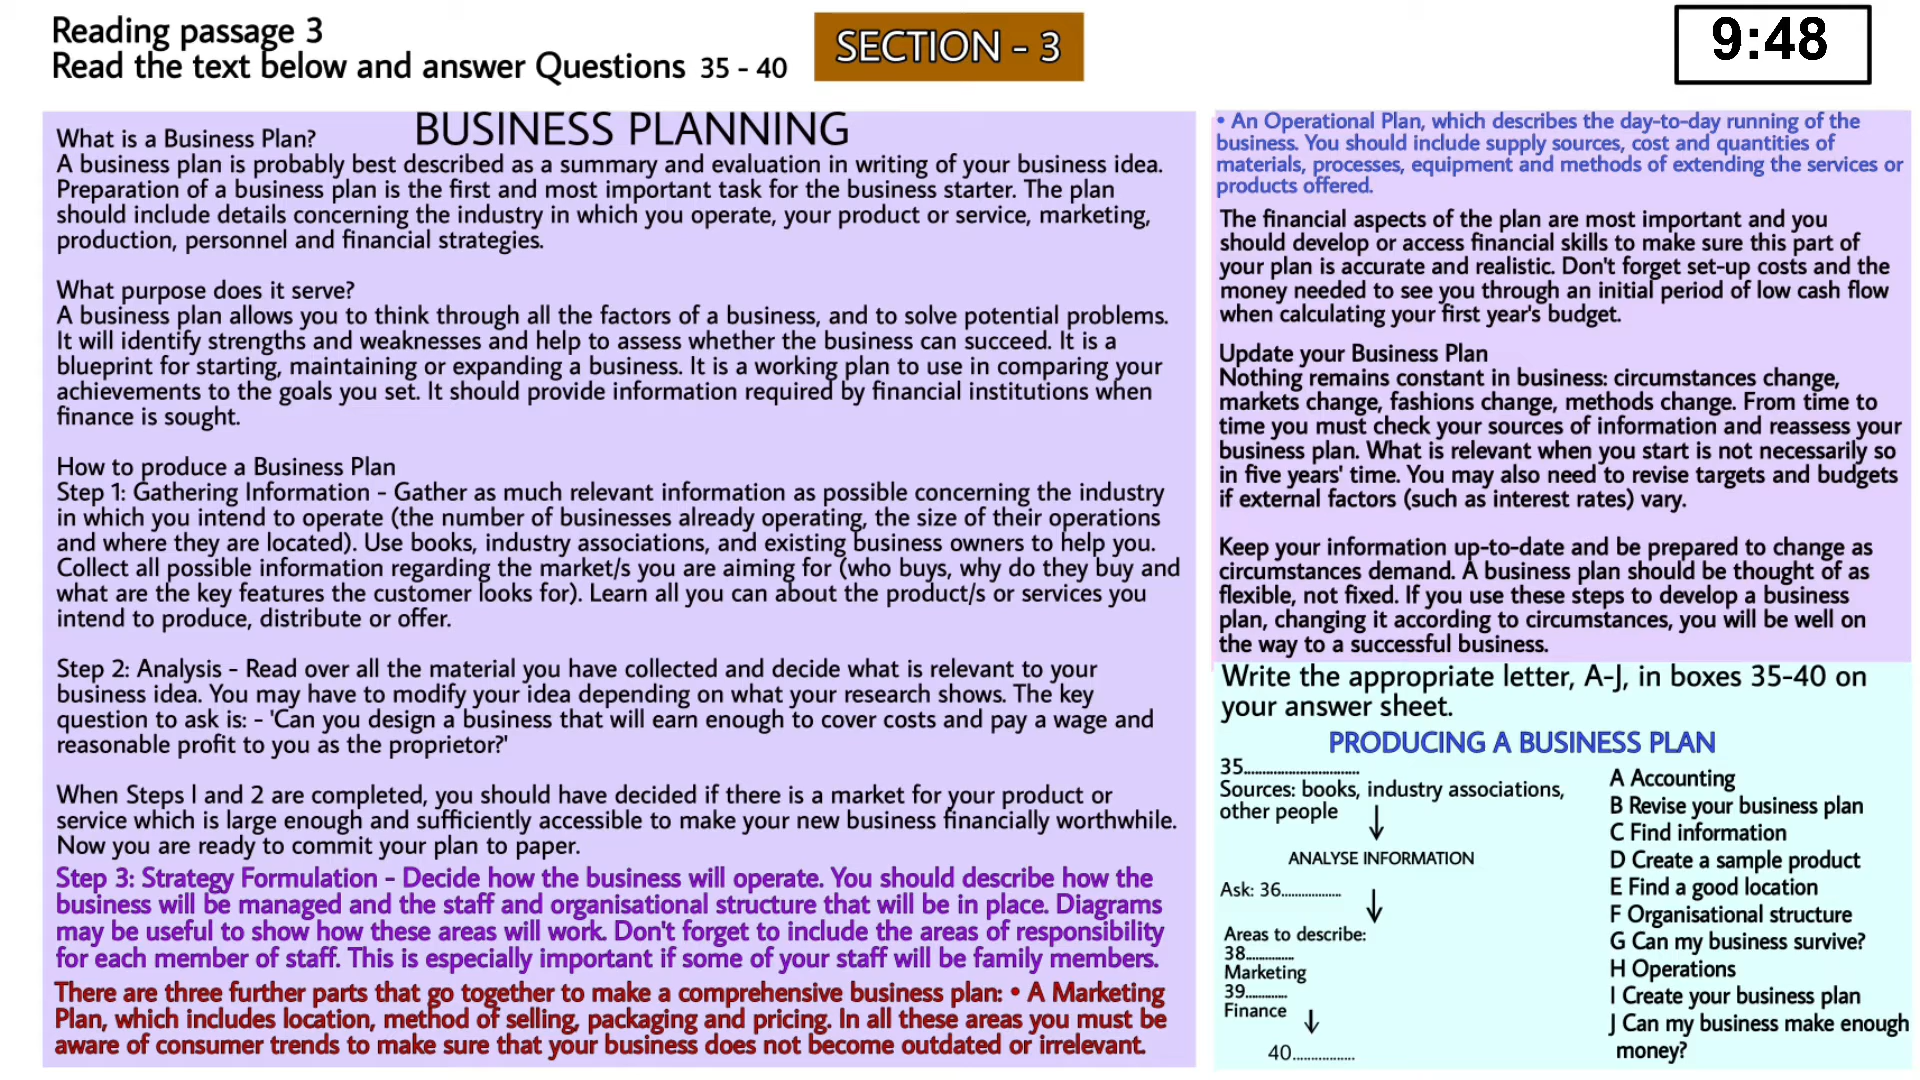 Reading passage 3
Read the text below and answer Questions 35 - 40
SECTION - 3
9:48
BUSINESS PLANNING
What is a Business Plan?
A business plan is probably best described as a summary and evaluation in writing of your business idea.
Preparation of a business plan is the first and most important task for the business starter. The plan
should include details concerning the industry in which you operate, your product or service, marketing,
production, personnel and financial strategies.
What purpose does it serve?
A business plan allows you to think through all the factors of a business, and to solve potential problems.
It will identify strengths and weaknesses and help to assess whether the business can succeed. It is a
blueprint for starting, maintaining or expanding a business. It is a working plan to use in comparing your
achievements to the goals you set. It should provide information required by financial institutions when
finance is sought.
How to produce a Business Plan
Step 1: Gathering Information - Gather as much relevant information as possible concerning the industry
in which you intend to operate (the number of businesses already operating, the size of their operations
and where they are located). Use books, industry associations, and existing business owners to help you.
Collect all possible information regarding the market/s you are aiming for (who buys, why do they buy and
what are the key features the customer looks for). Learn all you can about the product/s or services you
intend to produce, distribute or offer.
Step 2: Analysis - Read over all the material you have collected and decide what is relevant to your
business idea. You may have to modify your idea depending on what your research shows. The key
question to ask is: - 'Can you design a business that will earn enough to cover costs and pay a wage and
reasonable profit to you as the proprietor?'
When Steps l and 2 are completed, you should have decided if there is a market for your product or
service which is large enough and sufficiently accessible to make your new business financially worthwhile.
Now you are ready to commit your plan to paper.
Step 3: Strategy Formulation - Decide how the business will operate. You should describe how the
business will be managed and the staff and organisational structure that will be in place. Diagrams
may be useful to show how these areas will work. Don't forget to include the areas of responsibility
for each member of staff. This is especially important if some of your staff will be family members.
There are three further parts that go together to make a comprehensive business plan: • A Marketing
Plan, which includes location, method of selling, packaging and pricing. In all these areas you must be
aware of consumer trends to make sure that your business does not become outdated or irrelevant.
• An Operational Plan, which describes the day-to-day running of the
business. You should include supply sources, cost and quantities of
materials, processes, equipment and methods of extending the services or
products offered.
The financial aspects of the plan are most important and you
should develop or access financial skills to make sure this part of
your plan is accurate and realistic. Don't forget set-up costs and the
money needed to see you through an initial period of low cash flow
when calculating your first year's budget.
Update your Business Plan
Nothing remains constant in business: circumstances change,
markets change, fashions change, methods change. From time to
time you must check your sources of information and reassess your
business plan. What is relevant when you start is not necessarily so
in five years' time. You may also need to revise targets and budgets
if external factors (such as interest rates) vary.
Keep your information up-to-date and be prepared to change as
circumstances demand. A business plan should be thought of as
flexible, not fixed. If you use these steps to develop a business
plan, changing it according to circumstances, you will be well on
the way to a successful business.
Write the appropriate letter, A-J, in boxes 35-40 on
your answer sheet.
PRODUCING A BUSINESS PLAN
35...............................
Sources: books, industry associations,
other people
ANALYSE INFORMATION
Ask: 36.................
Areas to describe:
38.............
Marketing
39...........
Finance
40.................
A Accounting
B Revise your business plan
C Find information
D Create a sample product
E Find a good location
F Organisational structure
G Can my business survive?
H Operations
I Create your business plan
J Can my business make enough
money?